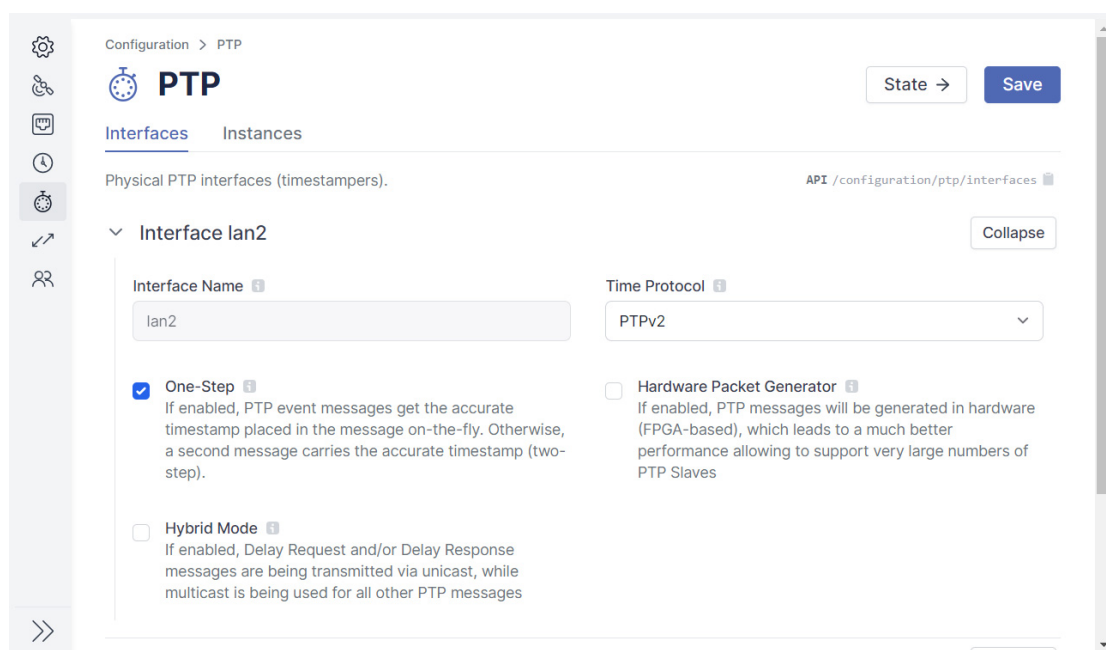 Configuration > PTP
PTP
State →
Save
Interfaces
Instances
Physical PTP interfaces (timestampers).
API /configuration/ptp/interfaces
Interface lan2
Collapse
Interface Name
Time Protocol
lan2
PTPv2
One-Step
If enabled, PTP event messages get the accurate
timestamp placed in the message on-the-fly. Otherwise,
a second message carries the accurate timestamp (two-
step).
Hardware Packet Generator
If enabled, PTP messages will be generated in hardware
(FPGA-based), which leads to a much better
performance allowing to support very large numbers of
PTP Slaves
Hybrid Mode
If enabled, Delay Request and/or Delay Response
messages are being transmitted via unicast, while
multicast is being used for all other PTP messages